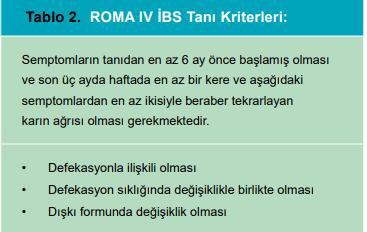 Tablo 2. ROMA IV İBS Tanı Kriterleri:
Semptomların tanıdan en az 6 ay önce başlamış olması
ve son üç ayda haftada en az bir kere ve aşağıdaki
semptomlardan en az ikisiyle beraber tekrarlayan
karın ağrısı olması gerekmektedir.
• Defekasyonla ilişkili olması
• Defekasyon sıklığında değişiklikle birlikte olması
• Dışkı formunda değişiklik olması